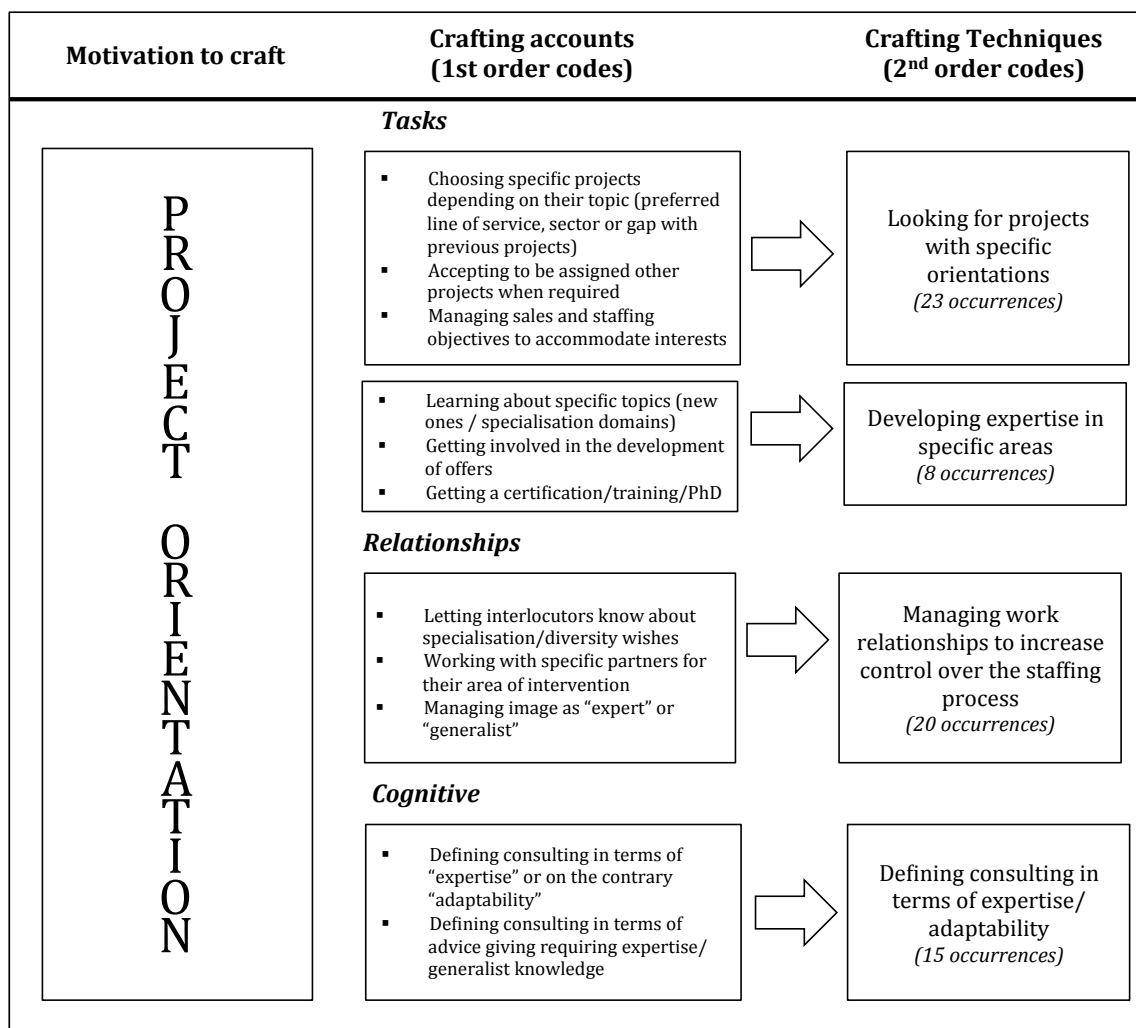 Motivation to craft
Crafting accounts
(1st order codes)
Crafting Techniques
(2nd order codes)
PROJECT ORIENTATION
Tasks
▪ Choosing specific projects
depending on their topic (preferred
line of service, sector or gap with
previous projects)
▪ Accepting to be assigned other
projects when required
▪ Managing sales and staffing
objectives to accommodate interests
Looking for projects
with specific
orientations
(23 occurrences)
▪ Learning about specific topics (new
ones / specialisation domains)
▪ Getting involved in the development
of offers
▪ Getting a certification/training/PhD
Developing expertise in
specific areas
(8 occurrences)
Relationships
▪ Letting interlocutors know about
specialisation/diversity wishes
▪ Working with specific partners for
their area of intervention
▪ Managing image as “expert” or
“generalist”
Managing work
relationships to increase
control over the staffing
process
(20 occurrences)
Cognitive
▪ Defining consulting in terms of
“expertise” or on the contrary
“adaptability”
▪ Defining consulting in terms of
advice giving requiring expertise/
generalist knowledge
Defining consulting in
terms of expertise/
adaptability
(15 occurrences)